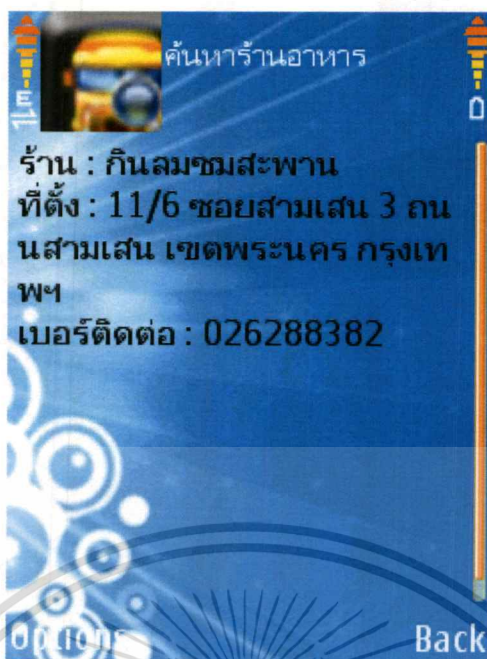 ค้นหาร้านอาหาร
E
ร้าน : กินลมชมสะพาน
ที่ตั้ง : 11/6 ซอยสามเสน 3 ถน
นสามเสน เขตพระนคร กรุงเท
พฯ
เบอร์ติดต่อ : 026288382
Options
Back